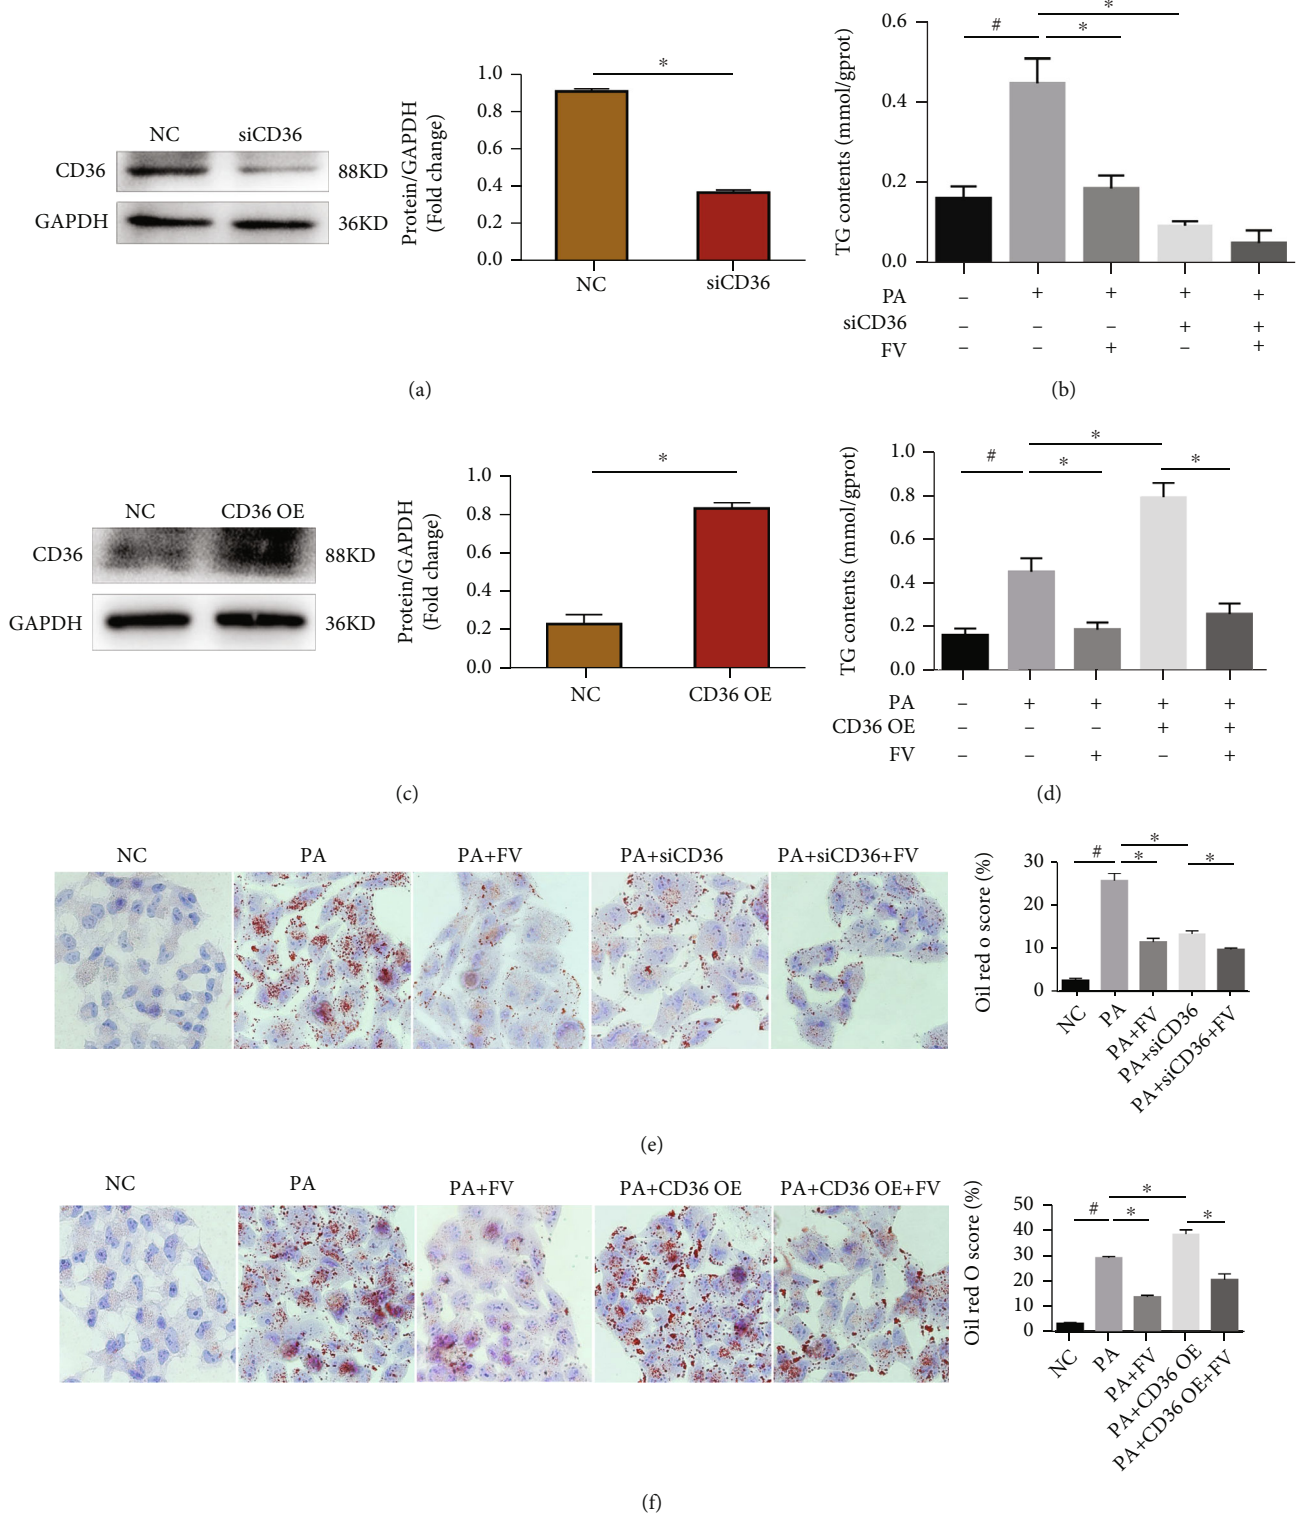 NC siCD36
CD36 88KD
GAPDH 36KD
Protein/GAPDH
(Fold change)
1.0
0.8
0.6
0.4
0.2
0.0
*
NC siCD36
(a)
TG contents (mmol/gprot)
0.6
0.4
0.2
0.0
# * *
PA – + + + +
siCD36 – – – + +
FV – – + – +
(b)
NC CD36 OE
CD36 88KD
GAPDH 36KD
Protein/GAPDH
(Fold change)
1.0
0.8
0.6
0.4
0.2
0.0
*
NC CD36 OE
(c)
TG contents (mmol/gprot)
1.0
0.8
0.6
0.4
0.2
0.0
# * * *
PA – + + + +
CD36 OE – – – + +
FV – – + – +
(d)
NC PA PA+FV PA+siCD36 PA+siCD36+FV
Oil red o score (%)
30
20
10
0
# * * *
NC
PA
PA+FV
PA+siCD36
PA+siCD36+FV
(e)
NC PA PA+FV PA+CD36 OE PA+CD36 OE+FV
Oil red O score (%)
50
40
30
20
10
0
# * * *
NC
PA
PA+FV
PA+CD36 OE
PA+CD36 OE+FV
(f)